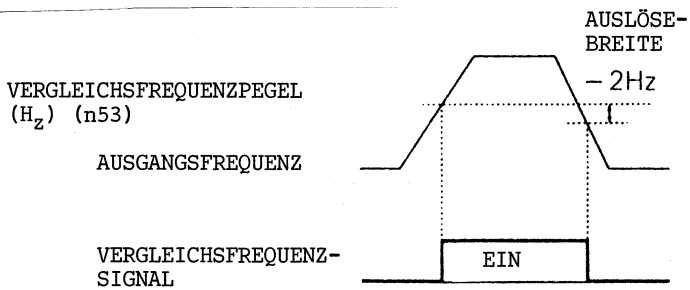 AUSLÖSE-
BREITE
- 2Hz
VERGLEICHSFREQUENZPEGEL
(Hz) (n53)
AUSGANGSFREQUENZ
VERGLEICHSFREQUENZ-
SIGNAL
EIN